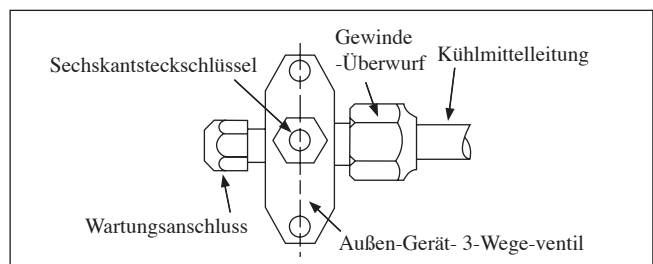 Gewinde
-Überwurf
Kühlmittelleitung
Sechskantsteckschlüssel
Wartungsanschluss
Außen-Gerät- 3-Wege-ventil